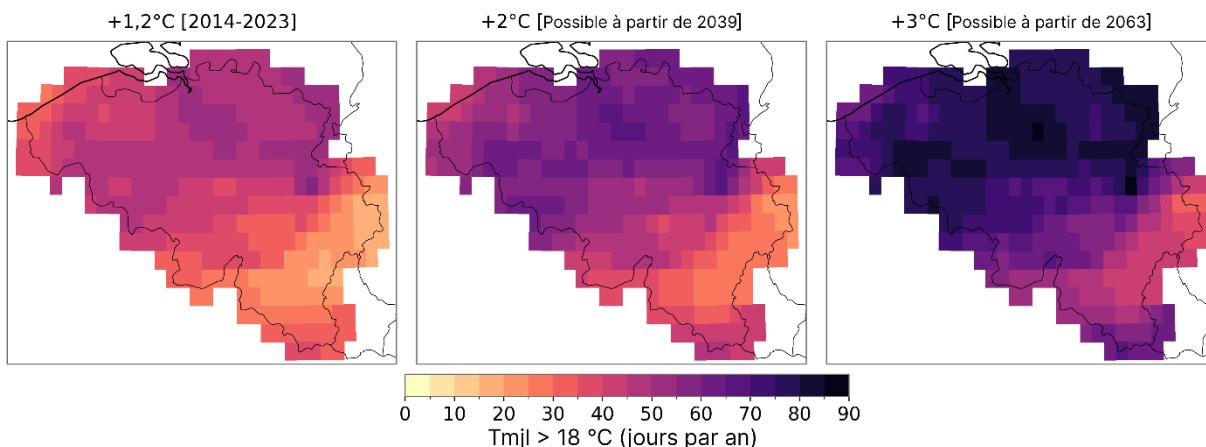 +1,2°C [2014-2023]
+2°C [Possible à partir de 2039]
+3°C [Possible à partir de 2063]
0 10 20 30 40 50 60 70 80 90
Tmjl > 18 °C (jours par an)